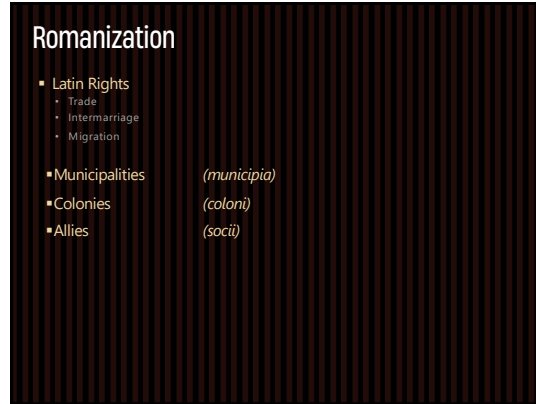 Romanization
▪ Latin Rights
• Trade
• Intermarriage
• Migration
▪Municipalities (municipia)
▪Colonies (coloni)
▪Allies (socii)